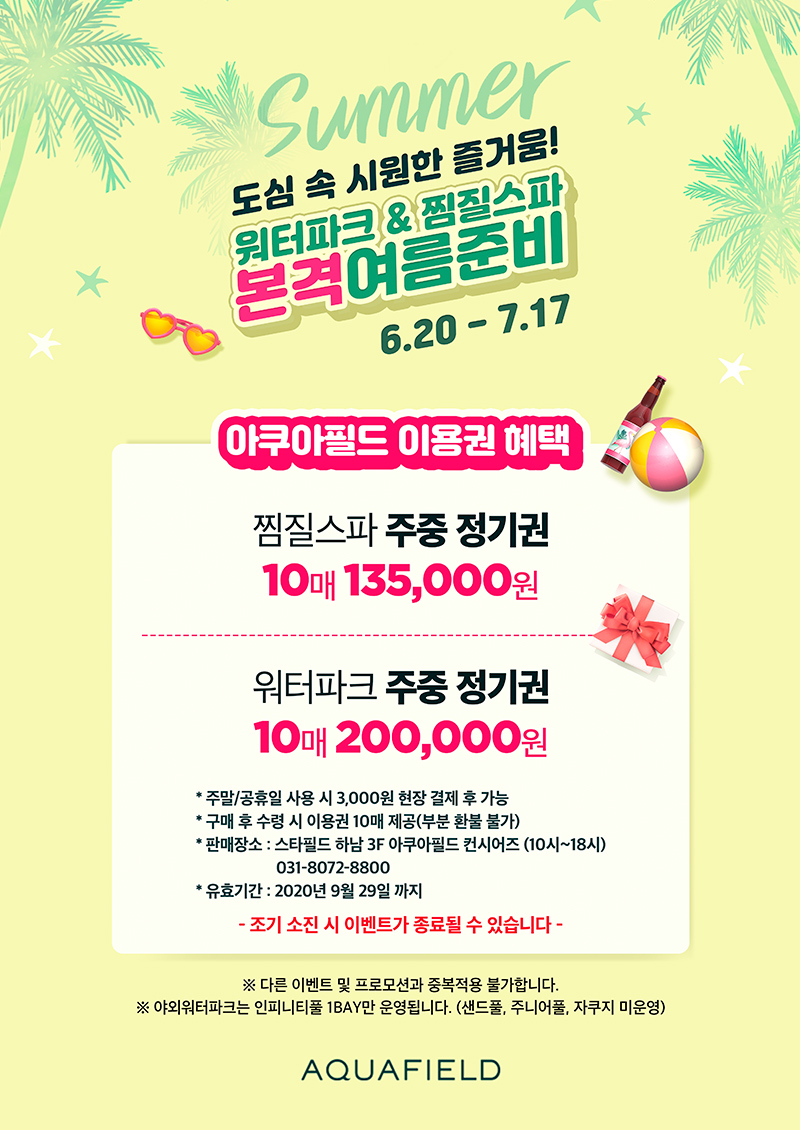 Summer
도심 속 시원한 즐거움!
워터파크 & 찜질스파
본격여름준비
6.20 - 7.17
아쿠아필드 이용권 혜택
찜질스파 주중 정기권
10매 135,000원
워터파크 주중 정기권
10매 200,000원
* 주말/공휴일 사용 시 3,000원 현장 결제 후 가능
* 구매 후 수령 시 이용권 10매 제공(부분 환불 불가)
* 판매장소 : 스타필드 하남 3F 아쿠아필드 컨시어즈 (10시~18시)
031-8072-8800
* 유효기간 : 2020년 9월 29일 까지
- 조기 소진 시 이벤트가 종료될 수 있습니다 -
※ 다른 이벤트 및 프로모션과 중복적용 불가합니다.
※ 야외워터파크는 인피니티풀 1BAY만 운영됩니다. (샌드풀, 주니어풀, 자쿠지 미운영)
AQUAFIELD